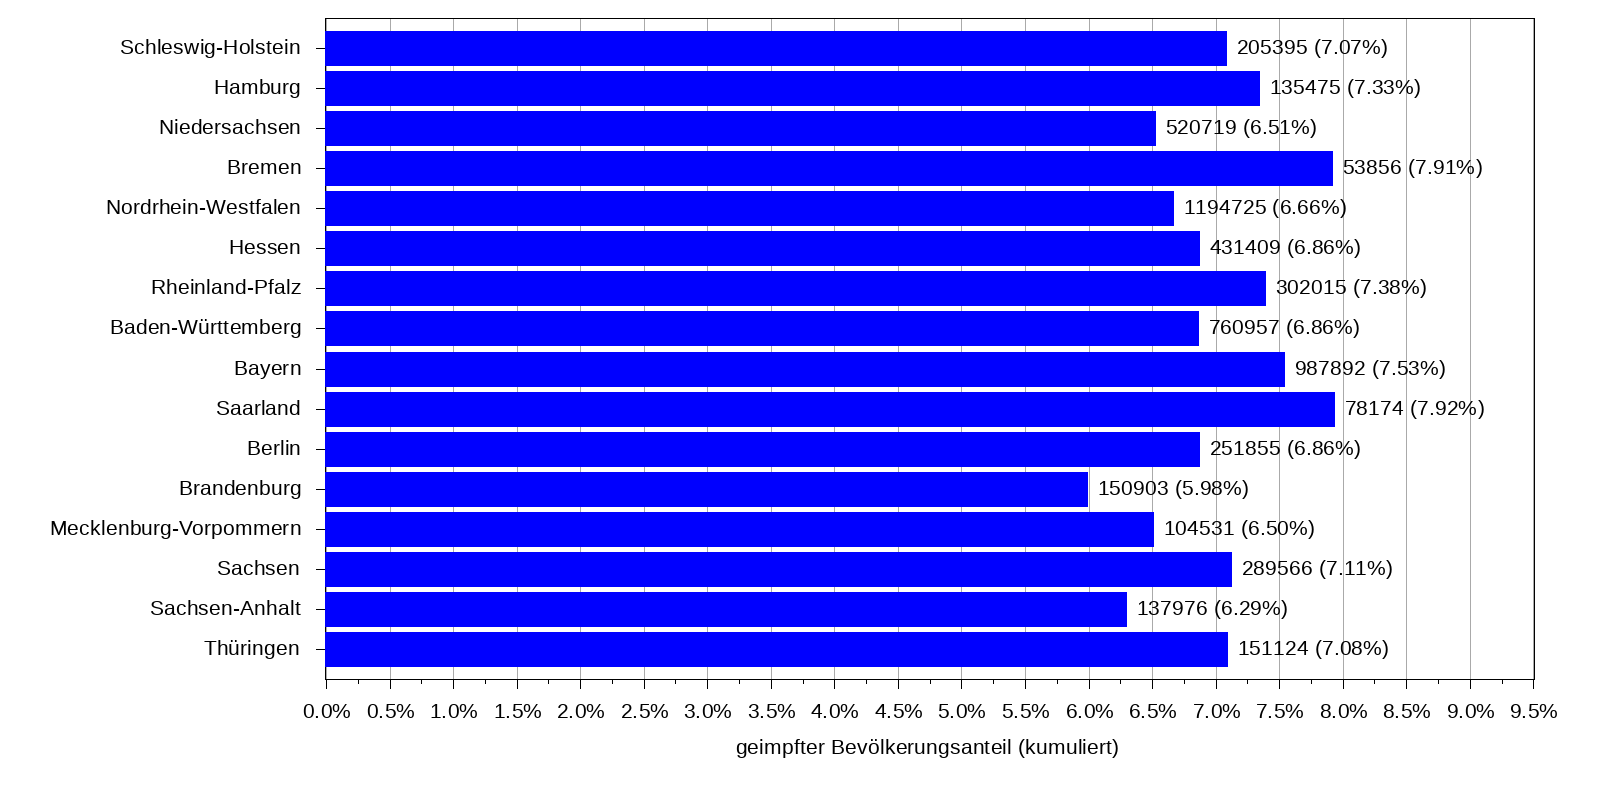 Schleswig-Holstein 205395 (7.07%)
Hamburg 135475 (7.33%)
Niedersachsen 520719 (6.51%)
Bremen 53856 (7.91%)
Nordrhein-Westfalen 1194725 (6.66%)
Hessen 431409 (6.86%)
Rheinland-Pfalz 302015 (7.38%)
Baden-Württemberg 760957 (6.86%)
Bayern 987892 (7.53%)
Saarland 78174 (7.92%)
Berlin 251855 (6.86%)
Brandenburg 150903 (5.98%)
Mecklenburg-Vorpommern 104531 (6.50%)
Sachsen 289566 (7.11%)
Sachsen-Anhalt 137976 (6.29%)
Thüringen 151124 (7.08%)
0.0% 0.5% 1.0% 1.5% 2.0% 2.5% 3.0% 3.5% 4.0% 4.5% 5.0% 5.5% 6.0% 6.5% 7.0% 7.5% 8.0% 8.5% 9.0% 9.5%
geimpfter Bevölkerungsanteil (kumuliert)